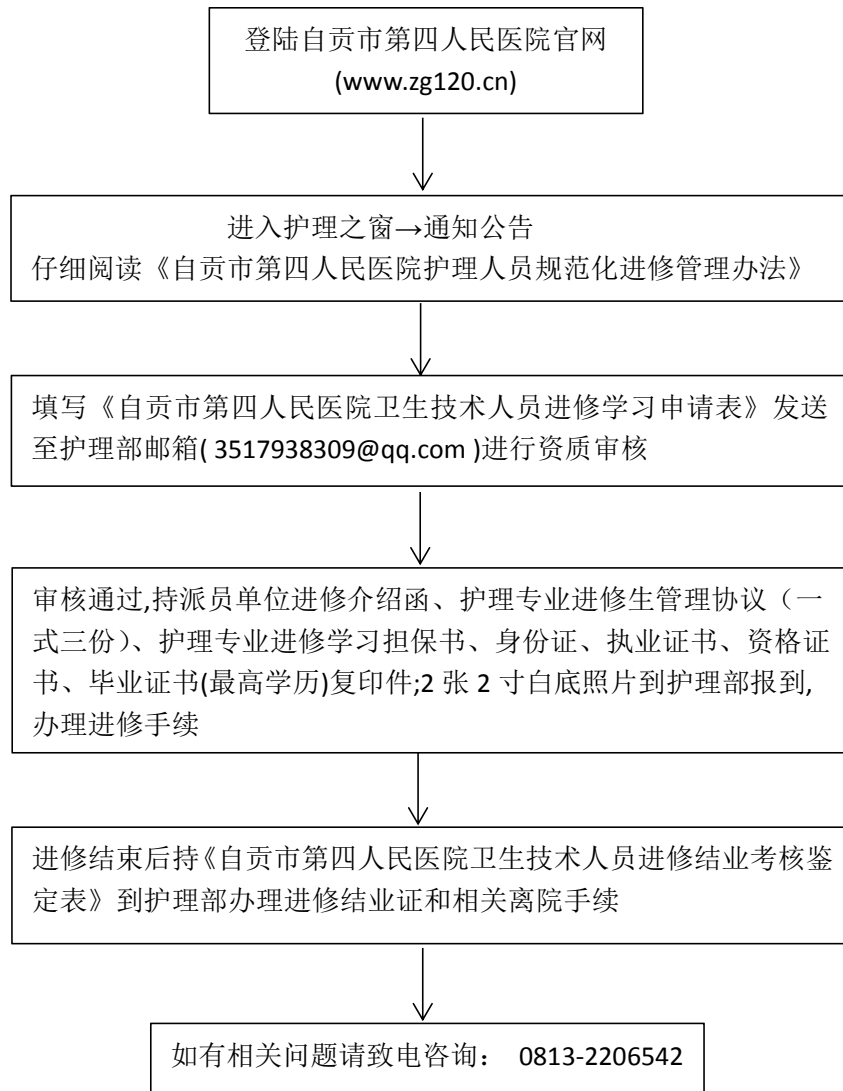 登陆自贡市第四人民医院官网
(www.zg120.cn)
进入护理之窗→通知公告
仔细阅读《自贡市第四人民医院护理人员规范化进修管理办法》
填写《自贡市第四人民医院卫生技术人员进修学习申请表》发送
至护理部邮箱( 3517938309@qq.com )进行资质审核
审核通过,持派员单位进修介绍函、护理专业进修生管理协议（一
式三份）、护理专业进修学习担保书、身份证、执业证书、资格证
书、毕业证书(最高学历)复印件;2 张 2 寸白底照片到护理部报到,
办理进修手续
进修结束后持《自贡市第四人民医院卫生技术人员进修结业考核鉴
定表》到护理部办理进修结业证和相关离院手续
如有相关问题请致电咨询： 0813-2206542